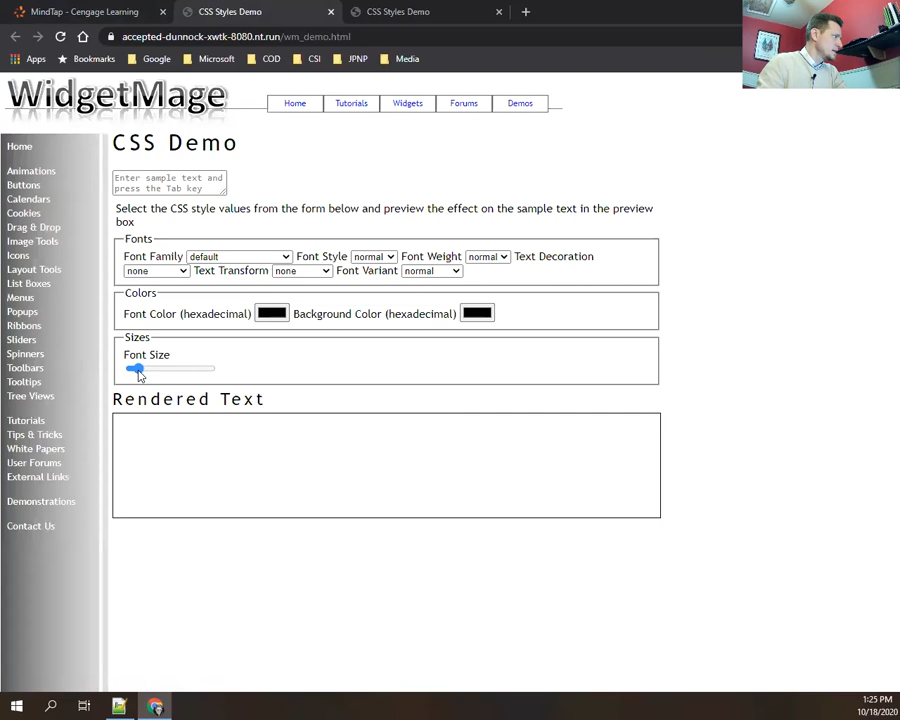 MindTap - Cengage Learning
CSS Styles Demo
CSS Styles Demo
accepted-dunnock-xwtk-8080.nt.run/wm_demo.html
Apps Bookmarks Google Microsoft COD CSI JPNP Media
WidgetMage
Home Tutorials Widgets Forums Demos
Home
Animations
Buttons
Calendars
Cookies
Drag & Drop
Image Tools
Icons
Layout Tools
List Boxes
Menus
Popups
Ribbons
Sliders
Spinners
Toolbars
Tooltips
Tree Views
Tutorials
Tips & Tricks
White Papers
User Forums
External Links
Demonstrations
Contact Us
CSS Demo
Enter sample text and
press the Tab key
Select the CSS style values from the form below and preview the effect on the sample text in the preview
box
Fonts
Font Family default Font Style normal Font Weight normal Text Decoration
none Text Transform none Font Variant normal
Colors
Font Color (hexadecimal) Background Color (hexadecimal)
Sizes
Font Size
Rendered Text
1:25 PM
10/18/2020